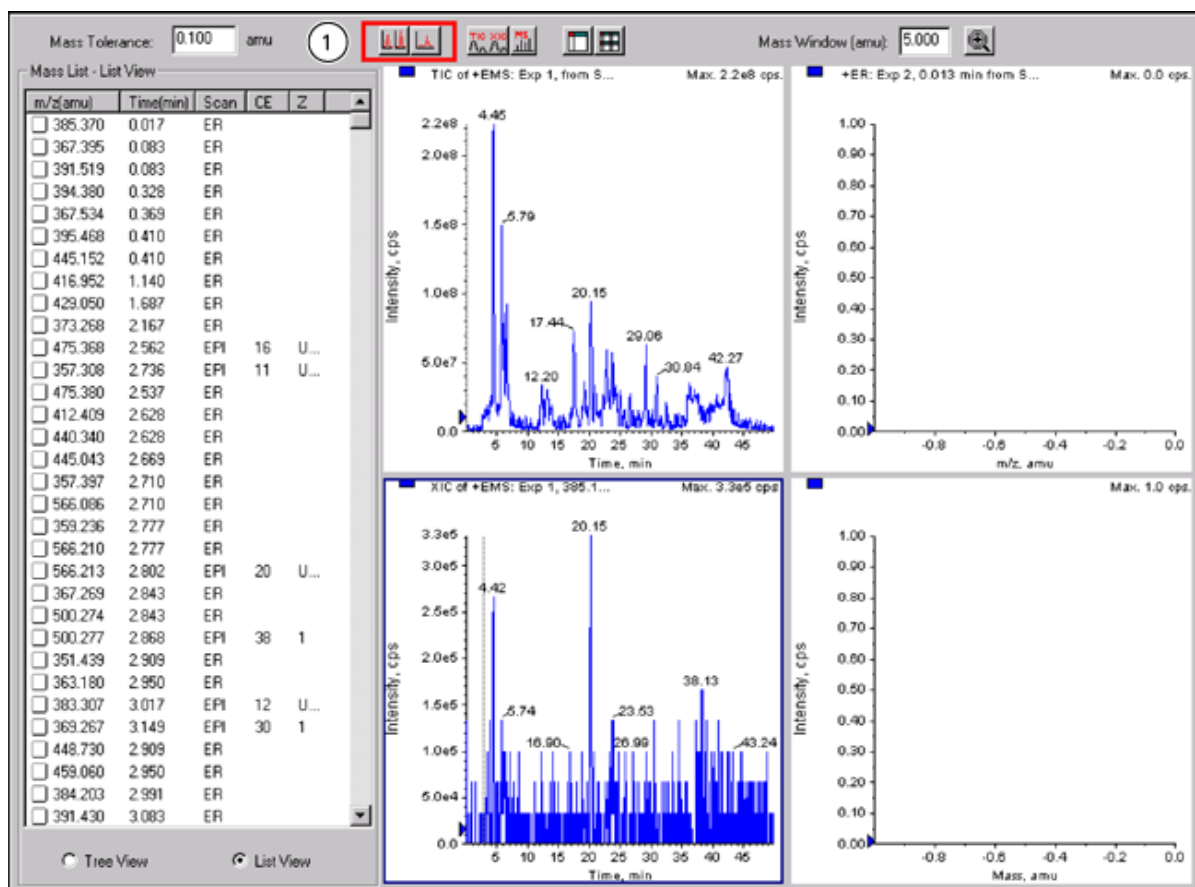 Mass Tolerance: 0.100 amu 1 TIC XIC MS Mass Window (amu): 5.000
Mass List - List View
m/z(amu) Time(min) Scan CE Z
385.370 0.017 ER
367.395 0.083 ER
391.519 0.083 ER
394.380 0.328 ER
367.534 0.369 ER
395.468 0.410 ER
445.152 0.410 ER
416.952 1.140 ER
429.050 1.687 ER
373.268 2.167 ER
475.368 2.562 EPI 16 U...
357.308 2.736 EPI 11 U...
475.380 2.537 ER
412.409 2.628 ER
440.340 2.628 ER
445.043 2.669 ER
357.397 2.710 ER
566.086 2.710 ER
359.236 2.777 ER
566.210 2.777 ER
566.213 2.802 EPI 20 U...
367.269 2.843 ER
500.274 2.843 ER
500.277 2.868 EPI 38 1
351.439 2.909 ER
363.180 2.950 ER
383.307 3.017 EPI 12 U...
369.267 3.149 EPI 30 1
448.730 2.909 ER
459.060 2.950 ER
384.203 2.991 ER
391.430 3.083 ER
Tree View List View
TIC of +EMS: Exp 1, from S... Max. 2.2e8 cps.
Intensity, cps
2.2e8
2.0e8
1.5e8
1.0e8
5.0e7
0.0
4.45
5.79
20.15
17.44
29.06
12.20
30.84
42.27
5 10 15 20 25 30 35 40 45
Time, min
+ER: Exp 2, 0.013 min from S... Max. 0.0 cps.
Intensity, cps
1.00
0.90
0.80
0.70
0.60
0.50
0.40
0.30
0.20
0.10
0.00
-0.8 -0.6 -0.4 -0.2 0.0
m/z, amu
XIC of +EMS: Exp 1, 385.1... Max. 3.3e5 cps
Intensity, cps
3.3e5
3.0e5
2.5e5
2.0e5
1.5e5
1.0e5
5.0e4
0.0
20.15
4.42
38.13
5.74
23.53
16.90
26.99
43.24
5 10 15 20 25 30 35 40 45
Time, min
Max. 1.0 cps.
Intensity, cps
1.00
0.90
0.80
0.70
0.60
0.50
0.40
0.30
0.20
0.10
0.00
-0.8 -0.6 -0.4 -0.2 0.0
Mass, amu